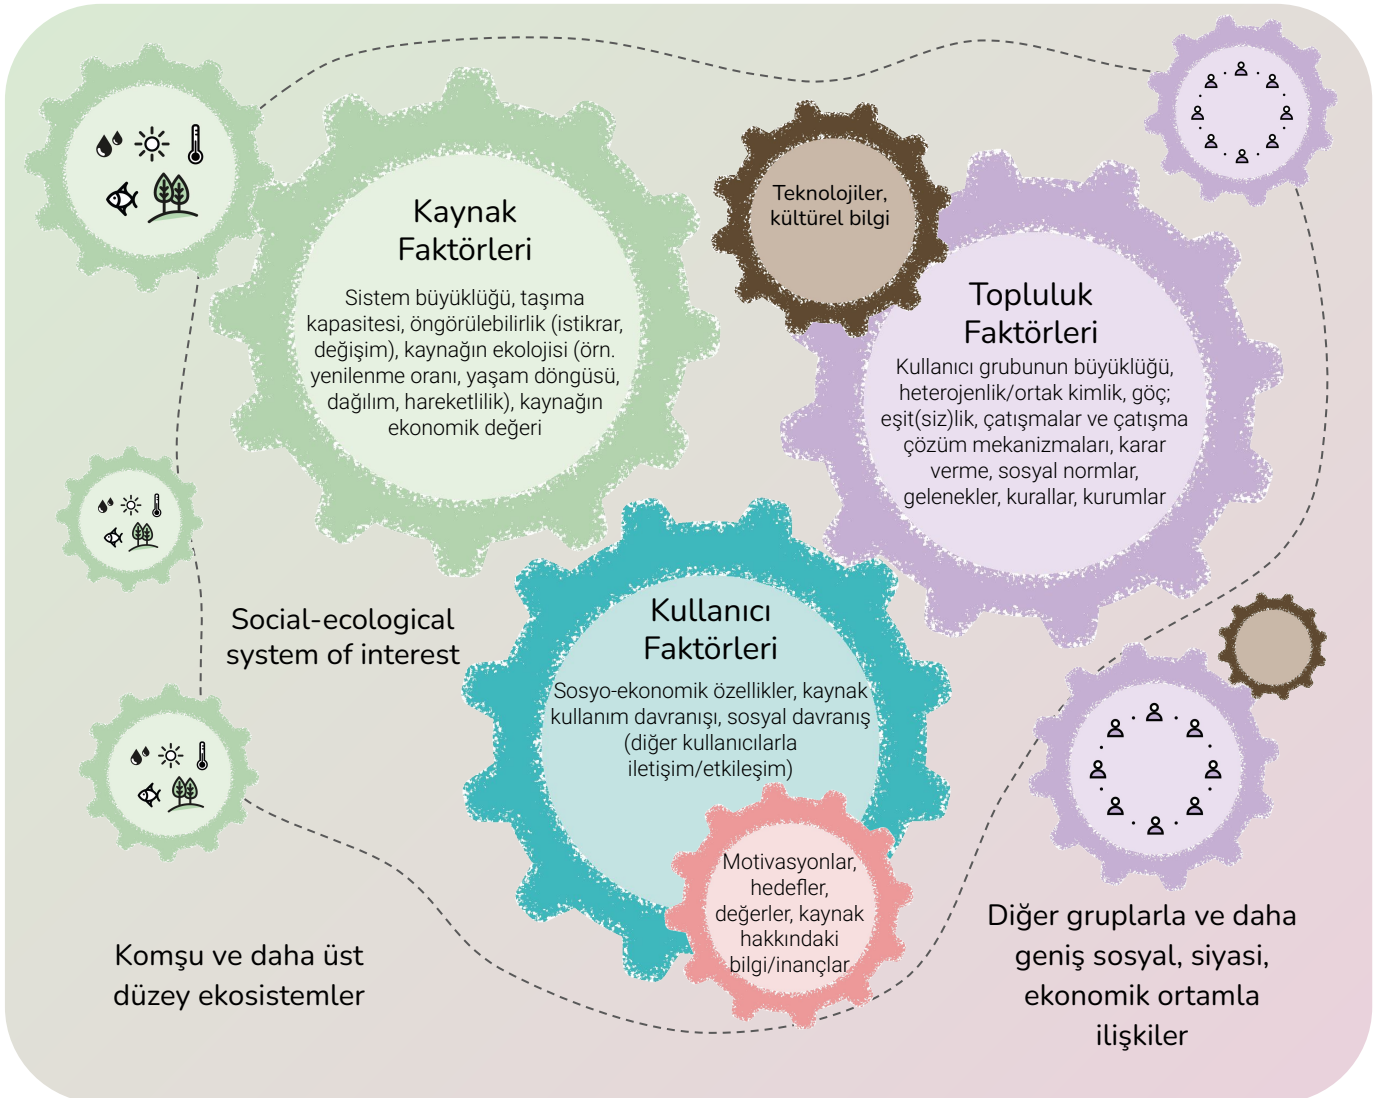 Kaynak
Faktörleri
Sistem büyüklüğü, taşıma
kapasitesi, öngörülebilirlik (istikrar,
değişim), kaynağın ekolojisi (örn.
yenilenme oranı, yaşam döngüsü,
dağılım, hareketlilik), kaynağın
ekonomik değeri
Teknolojiler,
kültürel bilgi
Topluluk
Faktörleri
Kullanıcı grubunun büyüklüğü,
heterojenlik/ortak kimlik, göç;
eşit(siz)lik, çatışmalar ve çatışma
çözüm mekanizmaları, karar
verme, sosyal normlar,
gelenekler, kurallar, kurumlar
Social-ecological
system of interest
Kullanıcı
Faktörleri
Sosyo-ekonomik özellikler, kaynak
kullanım davranışı, sosyal davranış
(diğer kullanıcılarla
iletişim/etkileşim)
Motivasyonlar,
hedefler,
değerler, kaynak
hakkındaki
bilgi/inançlar
Komşu ve daha üst
düzey ekosistemler
Diğer gruplarla ve daha
geniş sosyal, siyasi,
ekonomik ortamla
ilişkiler